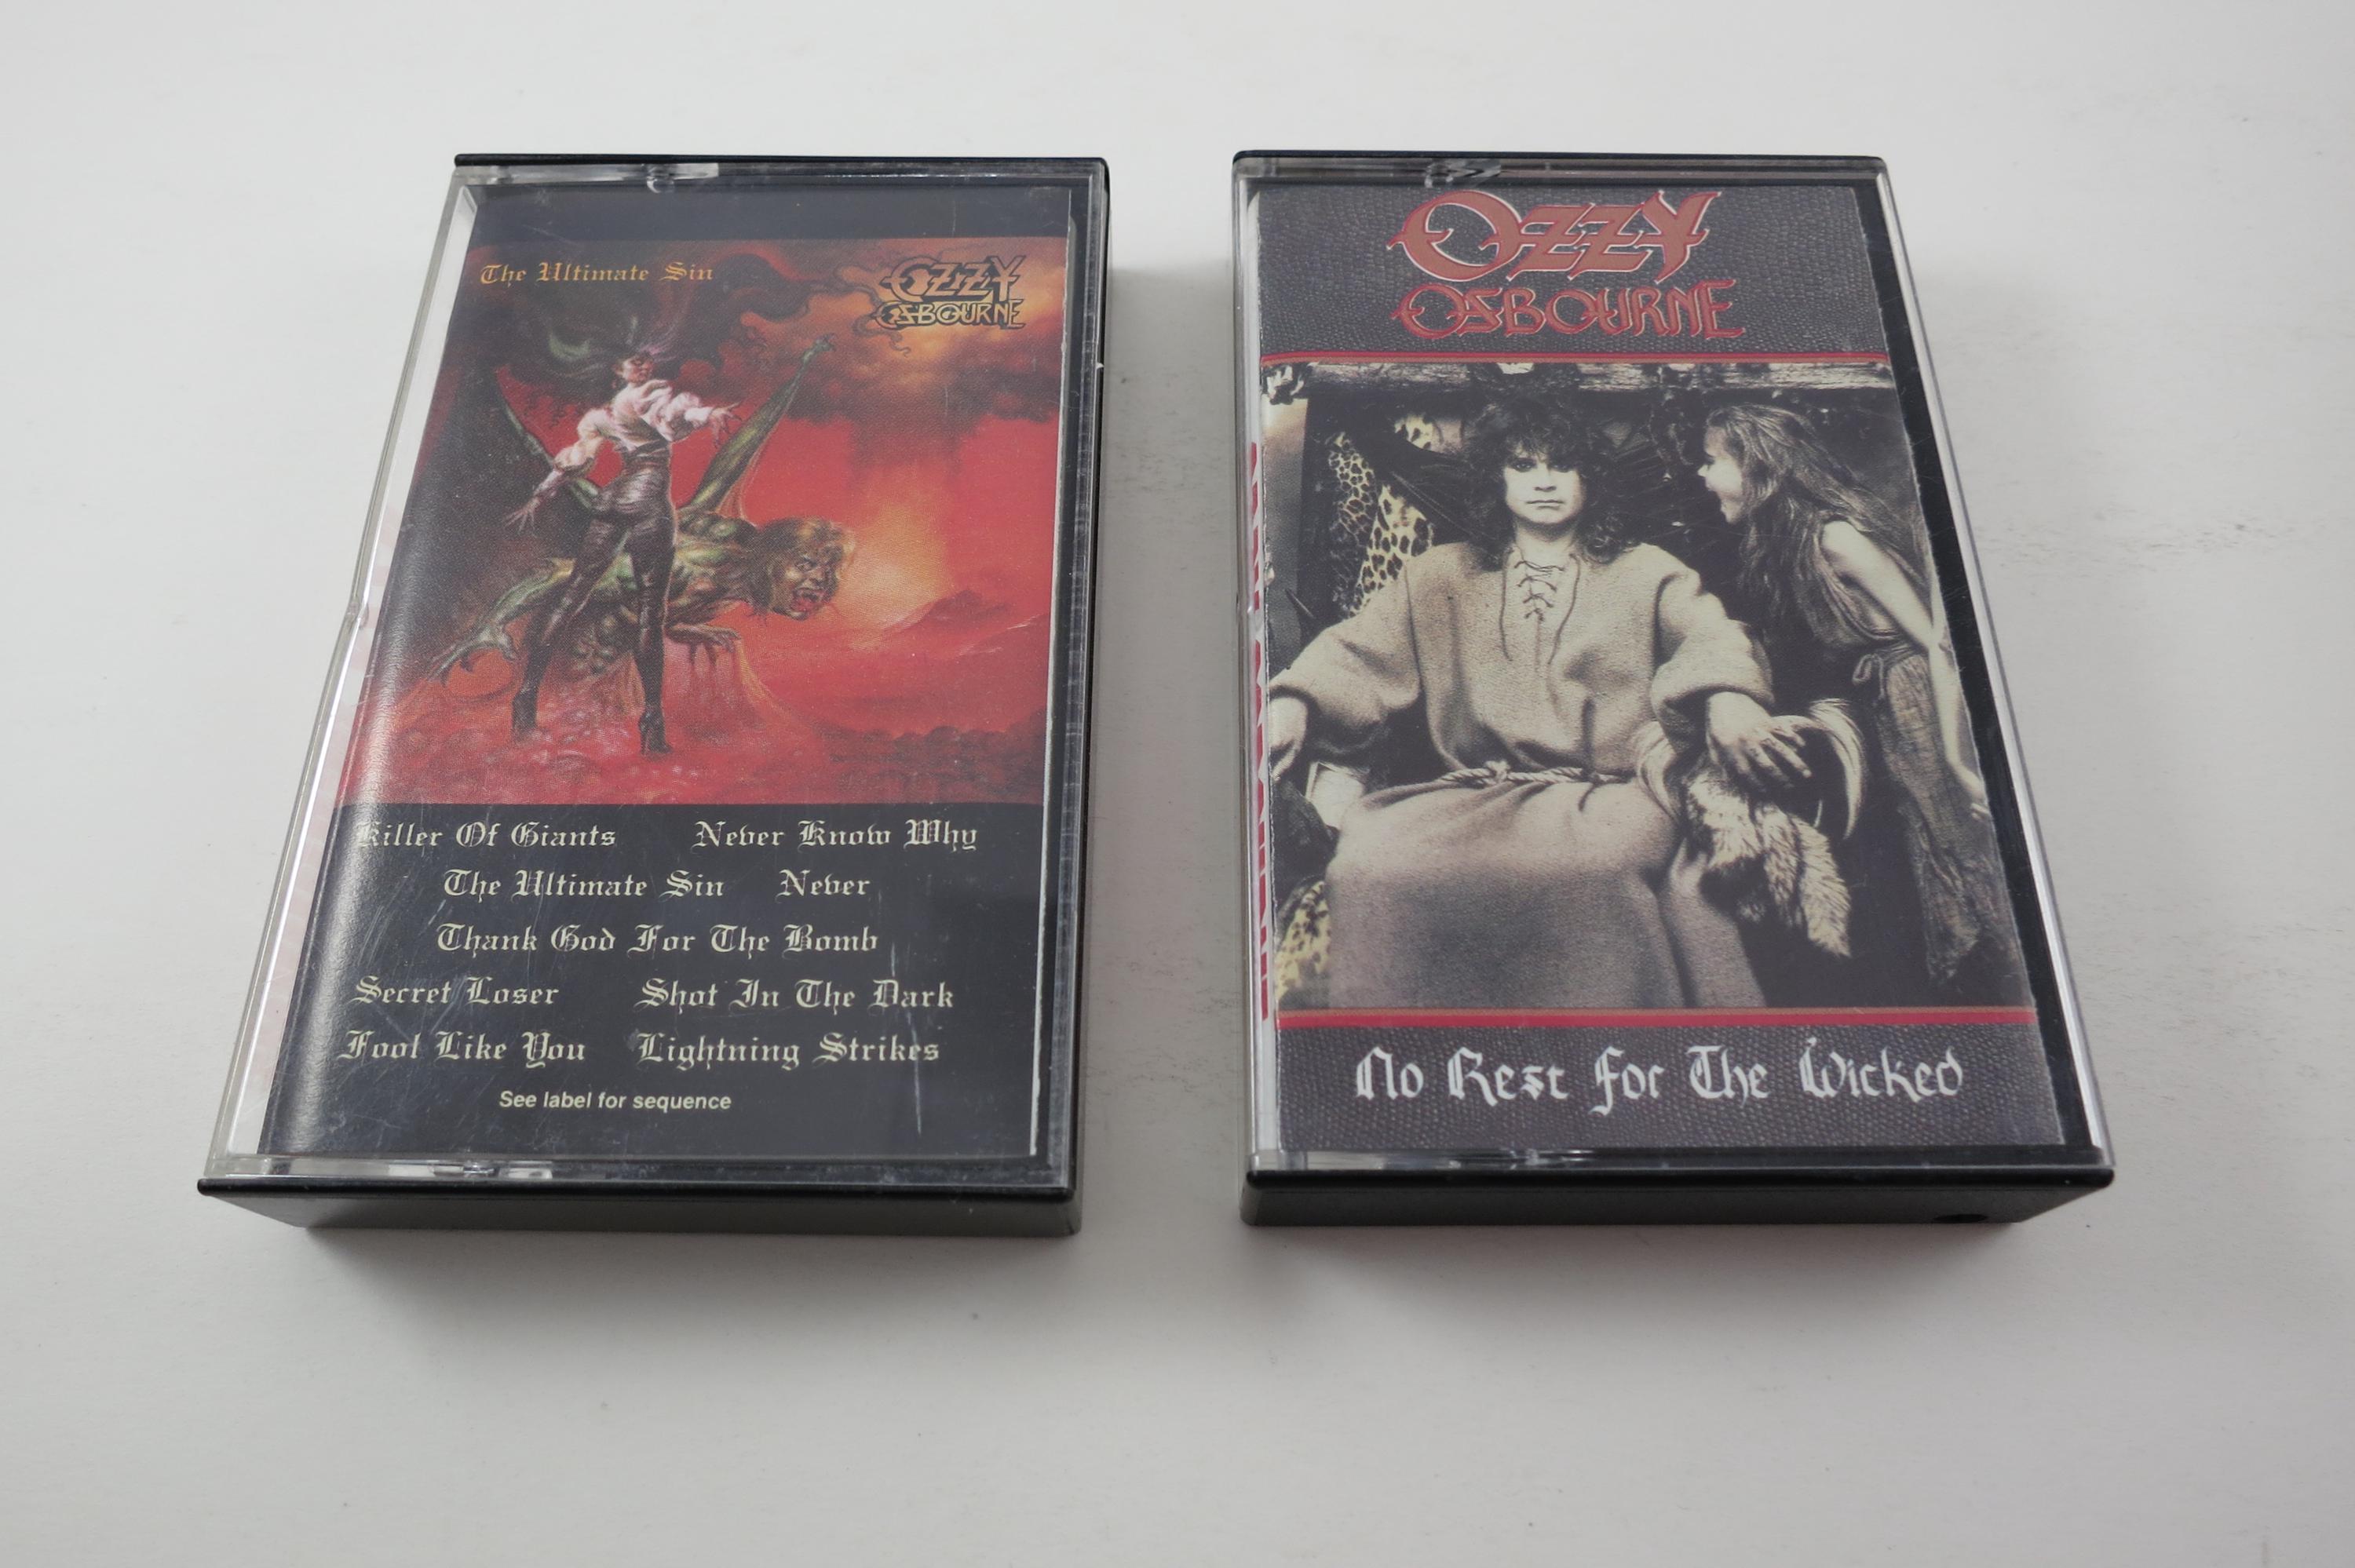 The Ultimate Sin
OZZY
OSBOURNE
Killer Of Giants Never Know Why
The Ultimate Sin Never
Thank God For The Bomb
Secret Loser Shot In The Dark
Fool Like You Lightning Strikes
See label for sequence
OZZY
OSBOURNE
No Rest For The Wicked